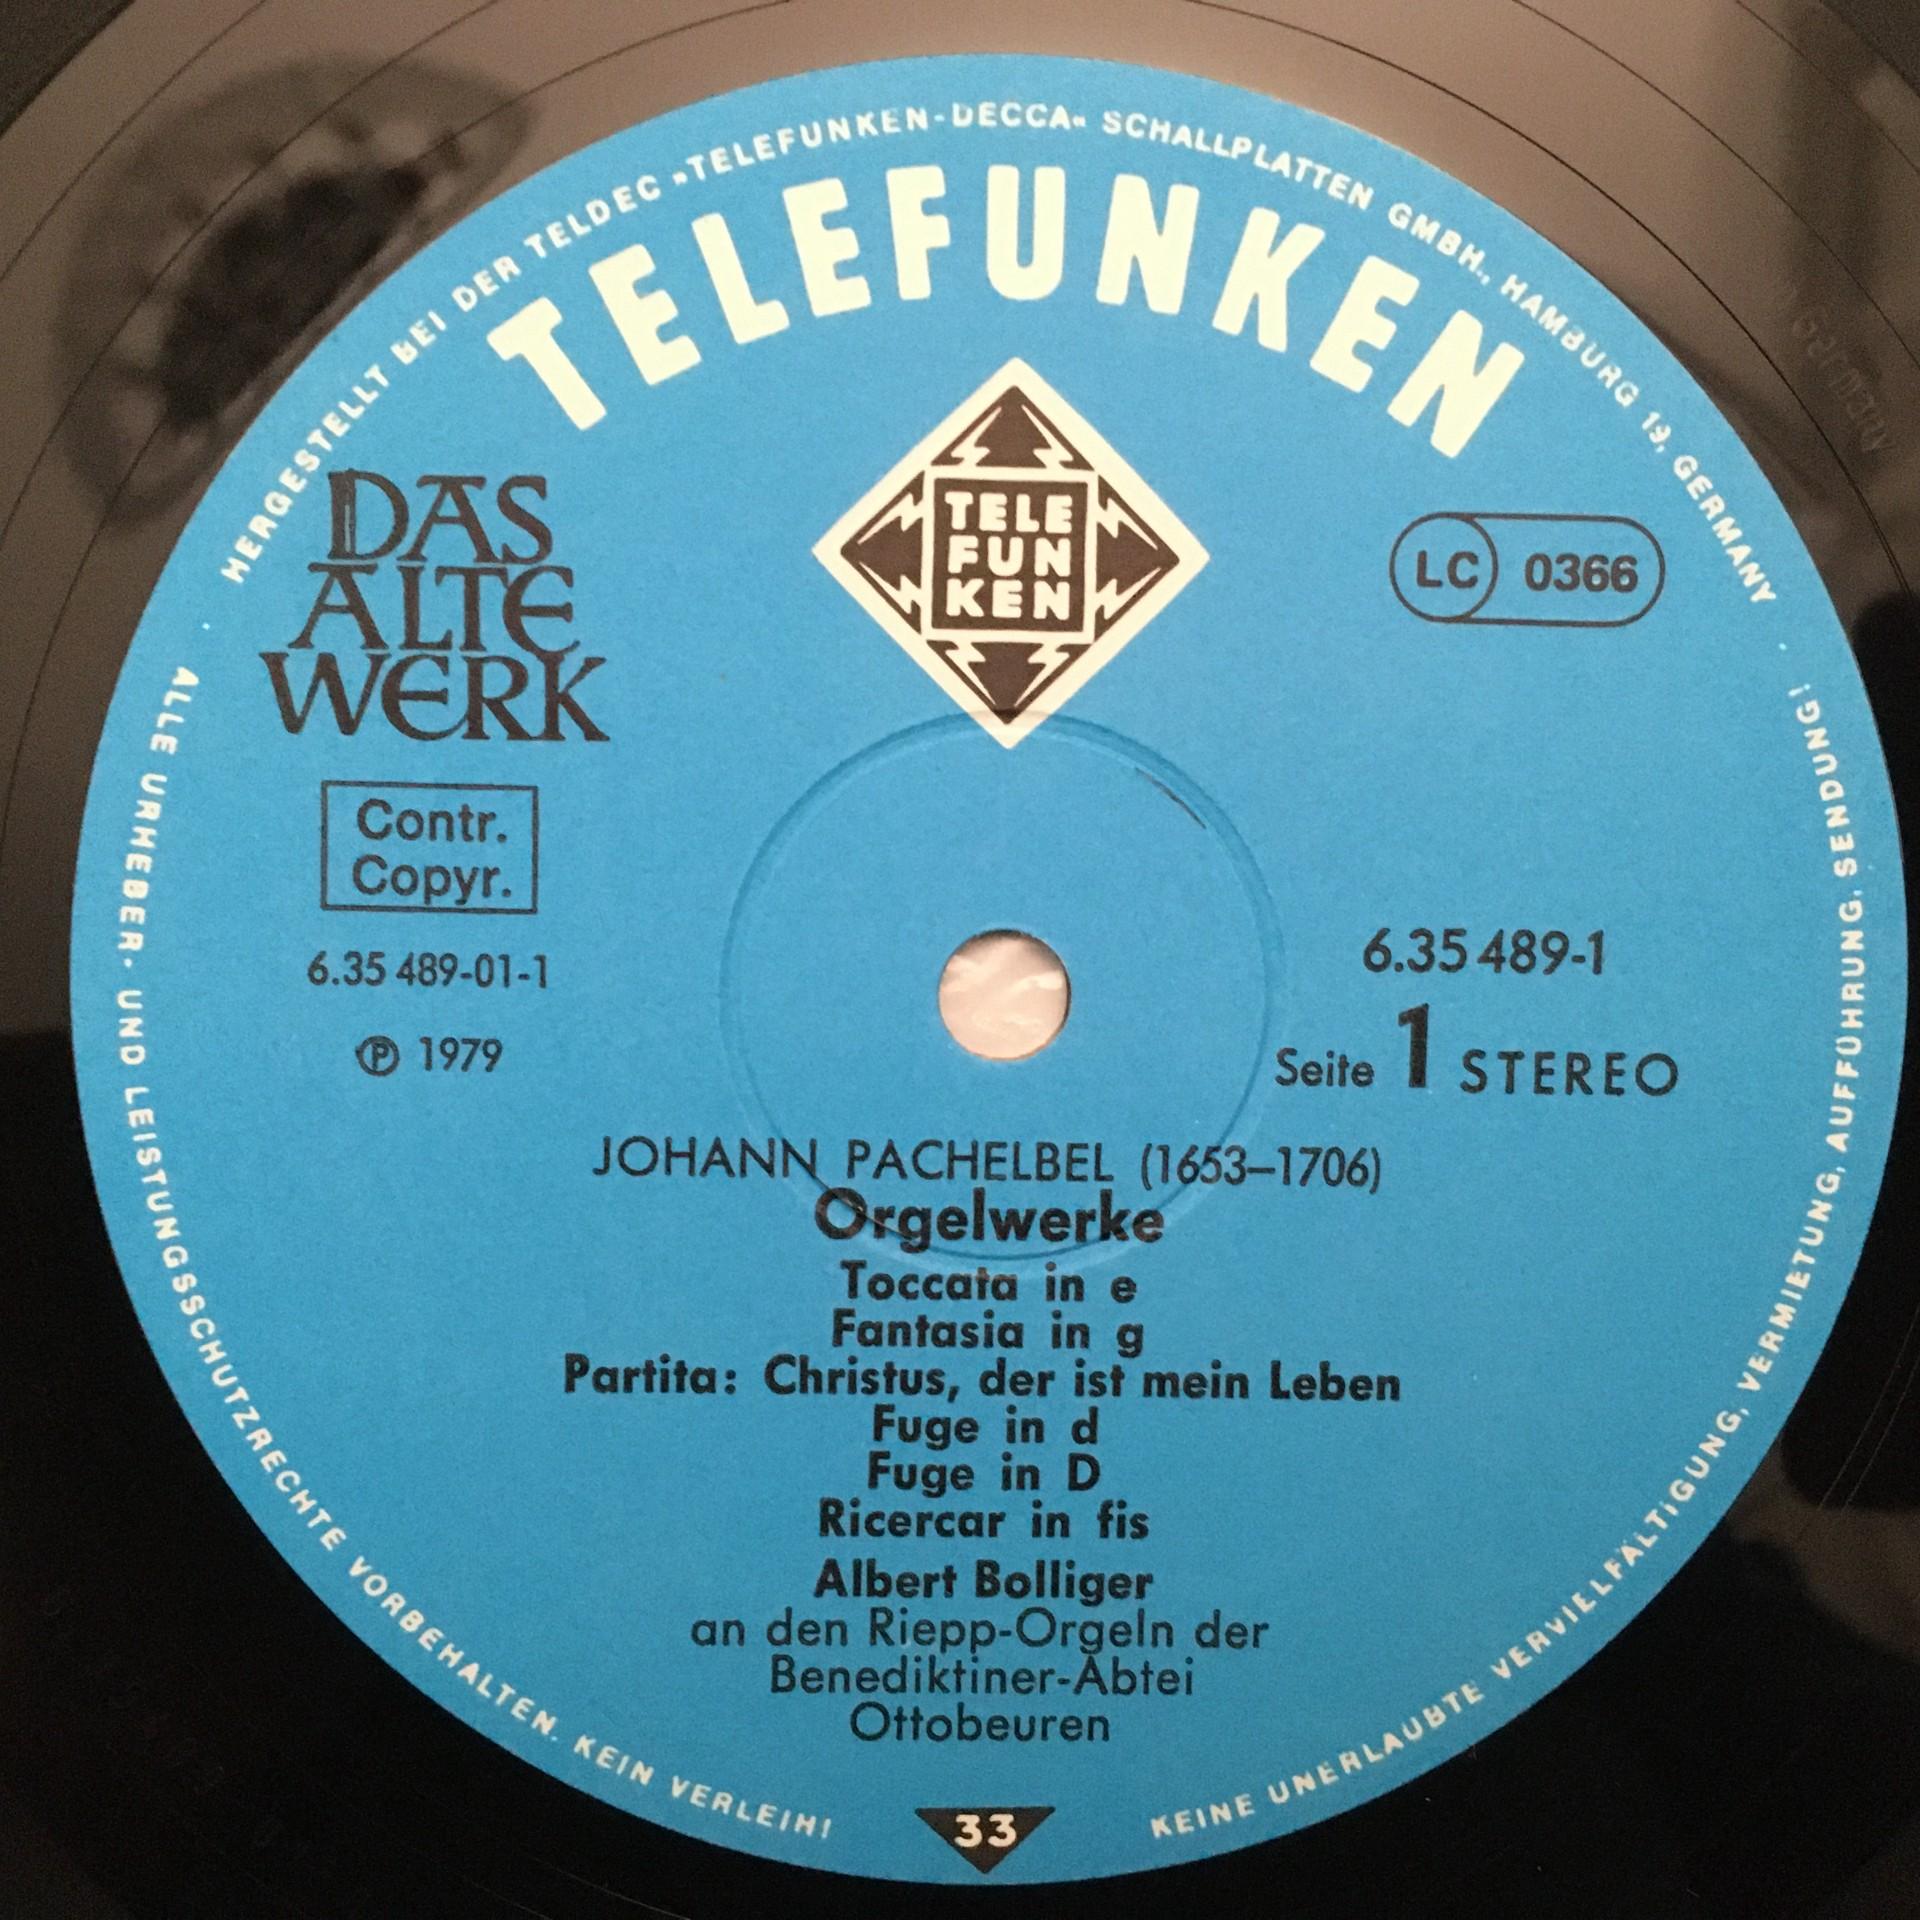 HERGESTELLT BEI DER TELDEC »TELEFUNKEN-DECCA« SCHALLPLATTEN GMBH., HAMBURG 19, GERMANY
TELEFUNKEN
TELE
FUN
KEN
DAS
ALTE
WERK
LC 0366
Contr.
Copyr.
6.35 489-01-1
℗ 1979
6.35 489-1
Seite 1 STEREO
JOHANN PACHELBEL (1653–1706)
Orgelwerke
Toccata in e
Fantasia in g
Partita: Christus, der ist mein Leben
Fuge in d
Fuge in D
Ricercar in fis
Albert Bolliger
an den Riepp-Orgeln der
Benediktiner-Abtei
Ottobeuren
33
ALLE URHEBER- UND LEISTUNGSSCHUTZRECHTE VORBEHALTEN. KEIN VERLEIH!
KEINE UNERLAUBTE VERVIELFÄLTIGUNG, VERMIETUNG, AUFFÜHRUNG, SENDUNG!